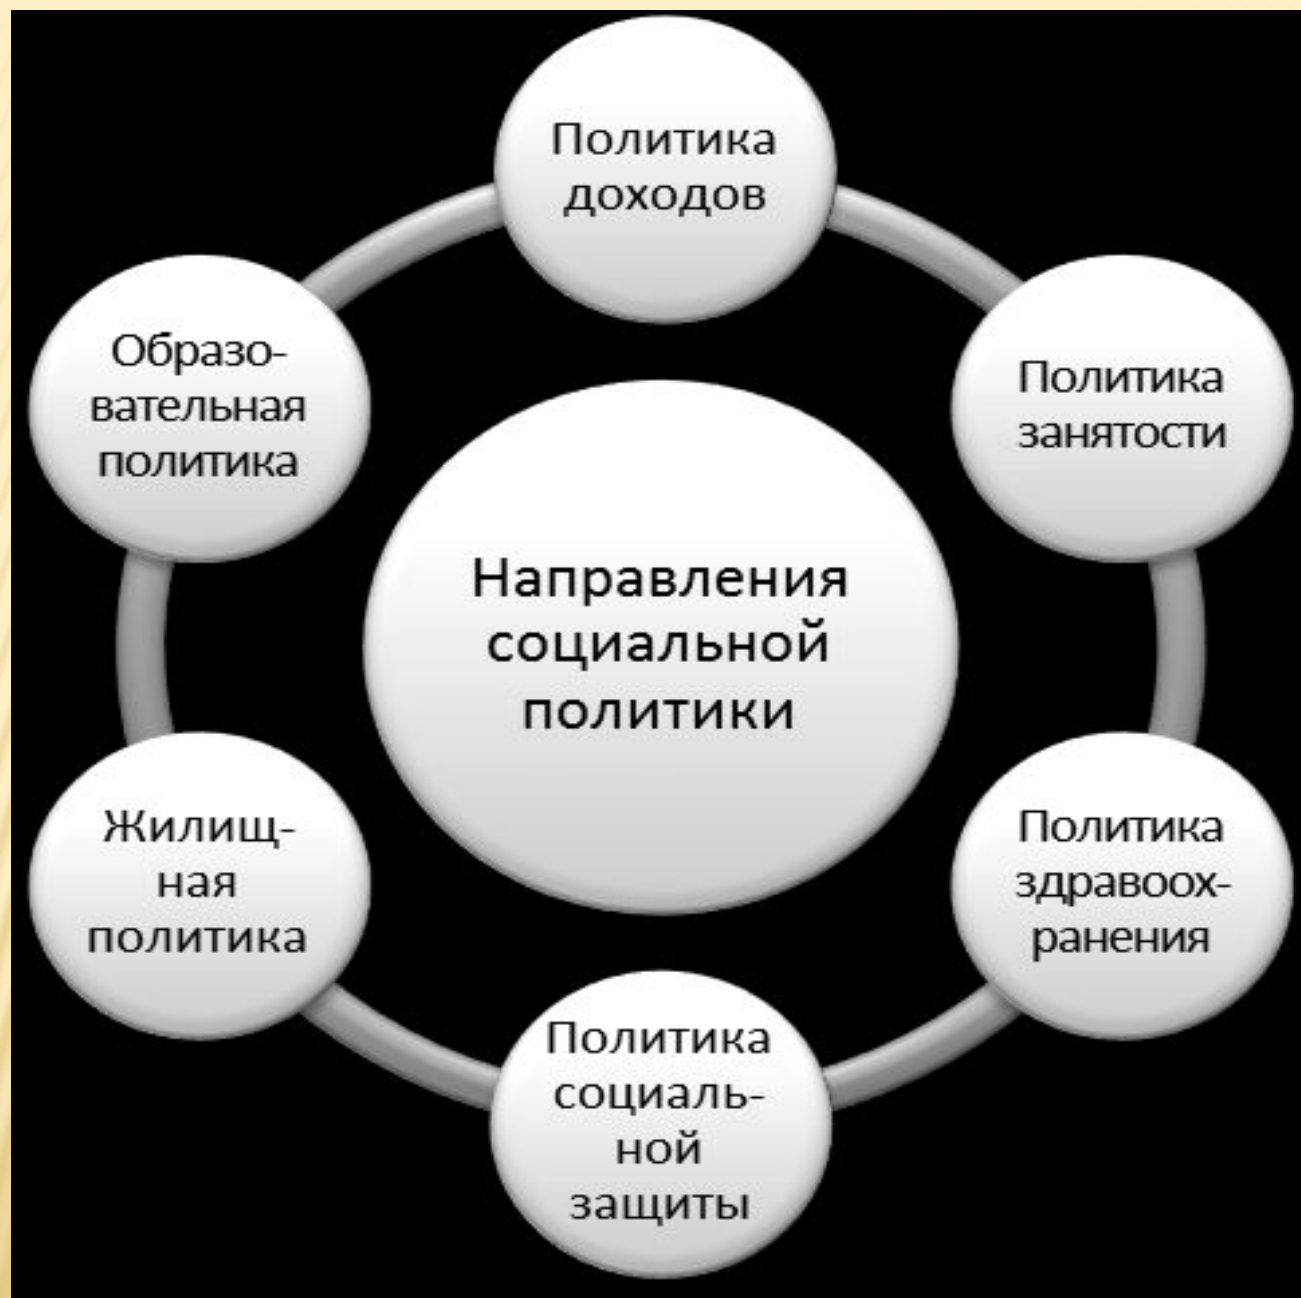 Политика
доходов
Политика
занятости
Политика
здравоох-
ранения
Политика
социаль-
ной
защиты
Жилищ-
ная
политика
Образо-
вательная
политика
Направления
социальной
политики